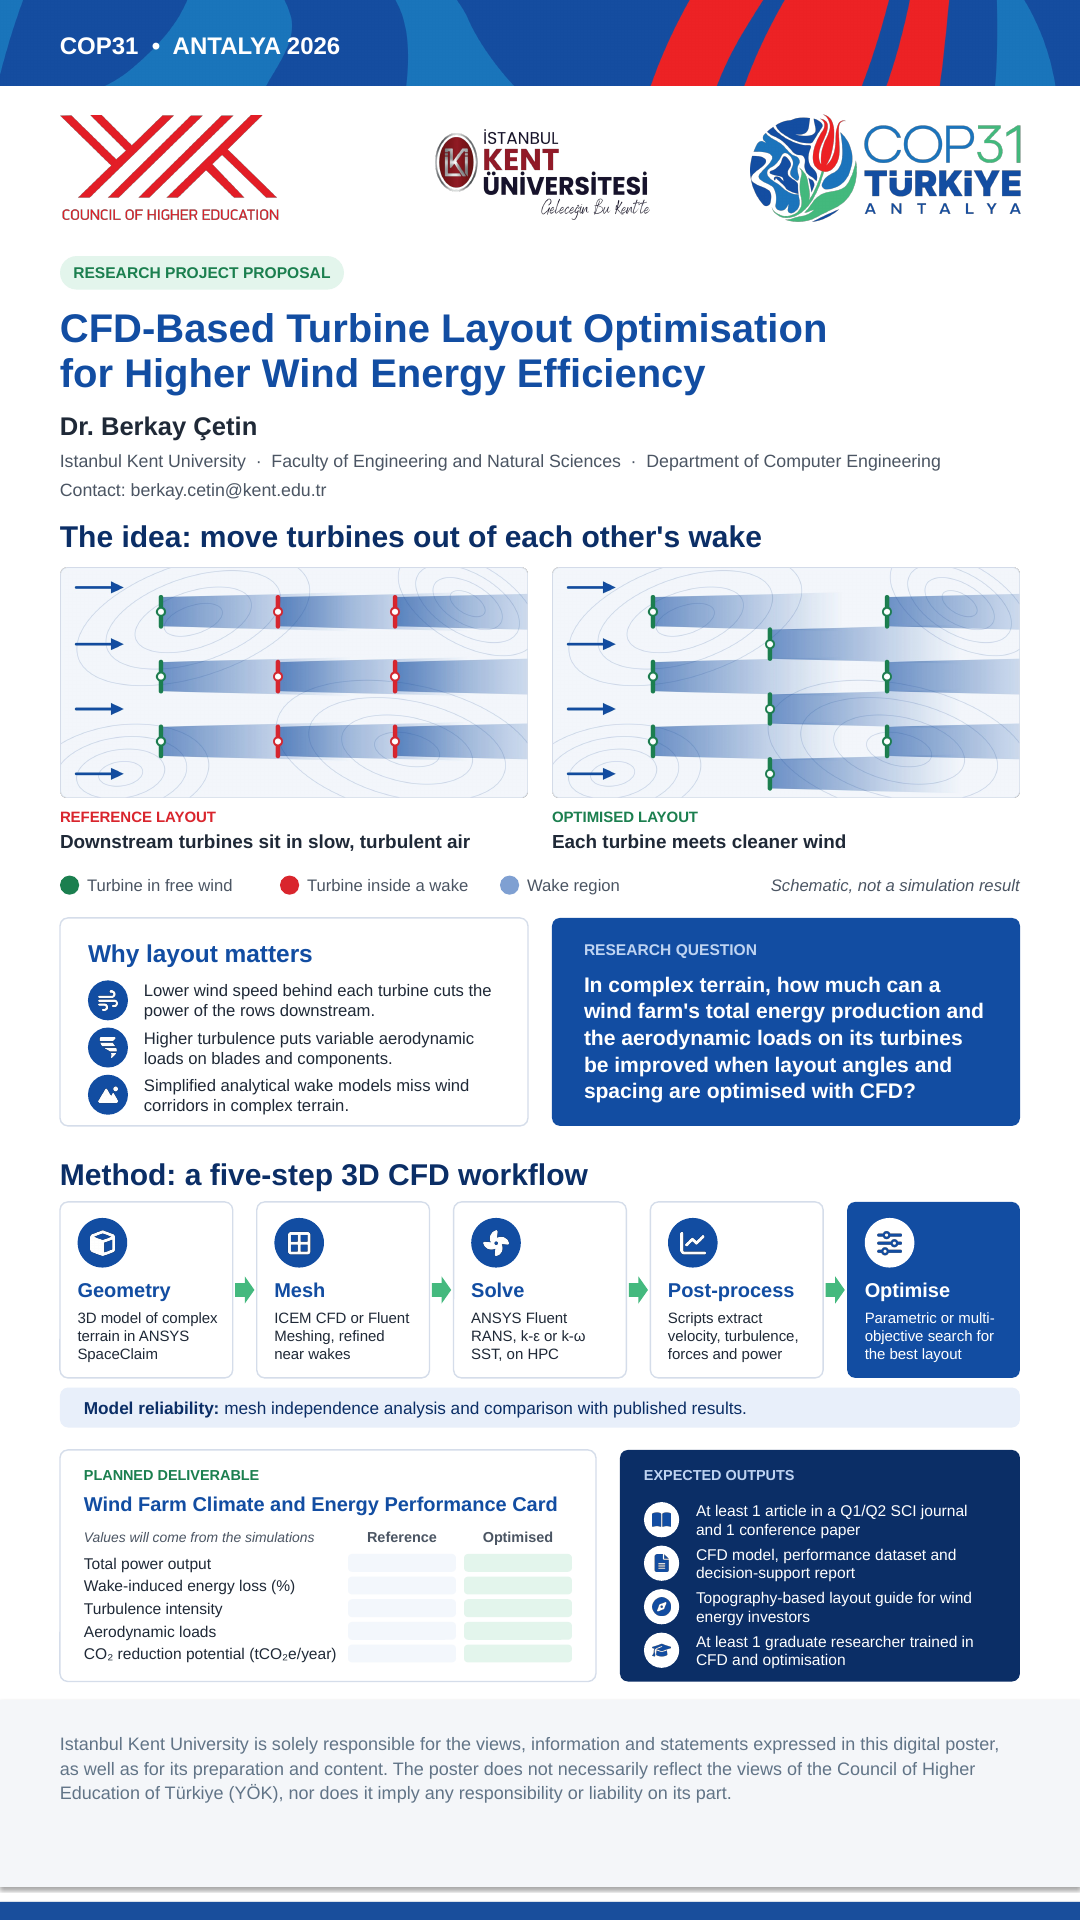 COP31 • ANTALYA 2026
COUNCIL OF HIGHER EDUCATION
İSTANBUL
KENT
ÜNİVERSİTESİ
Geleceğin Bu Kent'te
COP31
TÜRKİYE
ANTALYA
RESEARCH PROJECT PROPOSAL
CFD-Based Turbine Layout Optimisation
for Higher Wind Energy Efficiency
Dr. Berkay Çetin
Istanbul Kent University · Faculty of Engineering and Natural Sciences · Department of Computer Engineering
Contact: berkay.cetin@kent.edu.tr
The idea: move turbines out of each other's wake
REFERENCE LAYOUT
Downstream turbines sit in slow, turbulent air
OPTIMISED LAYOUT
Each turbine meets cleaner wind
Turbine in free wind
Turbine inside a wake
Wake region
Schematic, not a simulation result
Why layout matters
Lower wind speed behind each turbine cuts the
power of the rows downstream.
Higher turbulence puts variable aerodynamic
loads on blades and components.
Simplified analytical wake models miss wind
corridors in complex terrain.
RESEARCH QUESTION
In complex terrain, how much can a
wind farm's total energy production and
the aerodynamic loads on its turbines
be improved when layout angles and
spacing are optimised with CFD?
Method: a five-step 3D CFD workflow
Geometry
3D model of complex
terrain in ANSYS
SpaceClaim
Mesh
ICEM CFD or Fluent
Meshing, refined
near wakes
Solve
ANSYS Fluent
RANS, k-ε or k-ω
SST, on HPC
Post-process
Scripts extract
velocity, turbulence,
forces and power
Optimise
Parametric or multi-
objective search for
the best layout
Model reliability: mesh independence analysis and comparison with published results.
PLANNED DELIVERABLE
Wind Farm Climate and Energy Performance Card
Values will come from the simulations Reference Optimised
Total power output
Wake-induced energy loss (%)
Turbulence intensity
Aerodynamic loads
CO₂ reduction potential (tCO₂e/year)
EXPECTED OUTPUTS
At least 1 article in a Q1/Q2 SCI journal
and 1 conference paper
CFD model, performance dataset and
decision-support report
Topography-based layout guide for wind
energy investors
At least 1 graduate researcher trained in
CFD and optimisation
Istanbul Kent University is solely responsible for the views, information and statements expressed in this digital poster,
as well as for its preparation and content. The poster does not necessarily reflect the views of the Council of Higher
Education of Türkiye (YÖK), nor does it imply any responsibility or liability on its part.